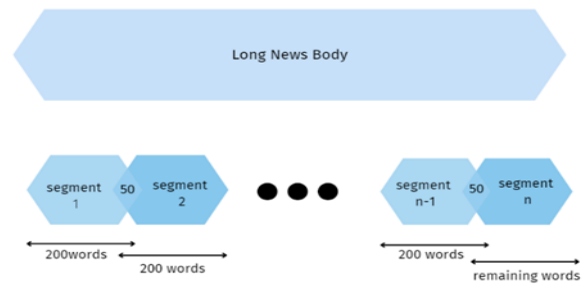 Long News Body
segment
1
50
segment
2
segment
n-1
50
segment
n
200words
200 words
200 words
remaining words